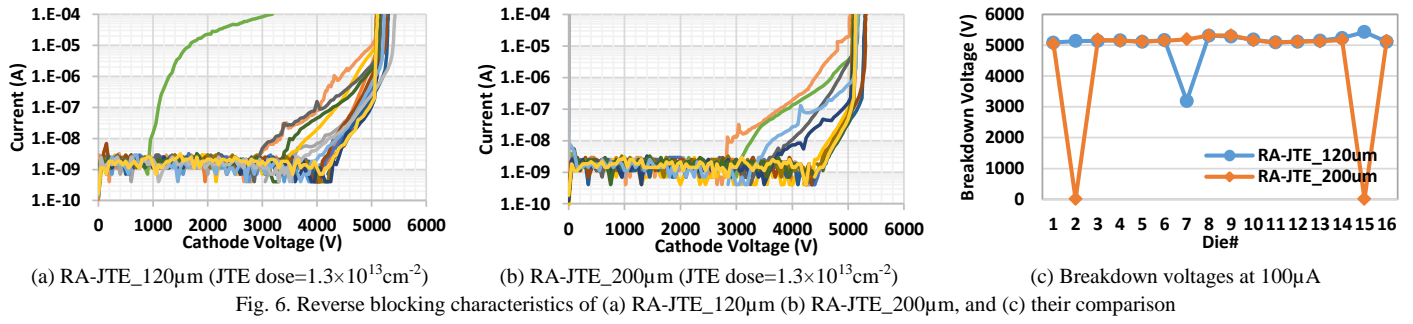 1.E-04
1.E-05
1.E-06
1.E-07
1.E-08
1.E-09
1.E-10
Current (A)
0 1000 2000 3000 4000 5000 6000
Cathode Voltage (V)
(a) RA-JTE_120µm (JTE dose=1.3×10¹³cm⁻²)
1.E-04
1.E-05
1.E-06
1.E-07
1.E-08
1.E-09
1.E-10
Current (A)
0 1000 2000 3000 4000 5000 6000
Cathode Voltage (V)
(b) RA-JTE_200µm (JTE dose=1.3×10¹³cm⁻²)
6000
5000
4000
3000
2000
1000
0
Breakdown Voltage (V)
RA-JTE_120um
RA-JTE_200um
1 2 3 4 5 6 7 8 9 10 11 12 13 14 15 16
Die#
(c) Breakdown voltages at 100µA
Fig. 6. Reverse blocking characteristics of (a) RA-JTE_120µm (b) RA-JTE_200µm, and (c) their comparison